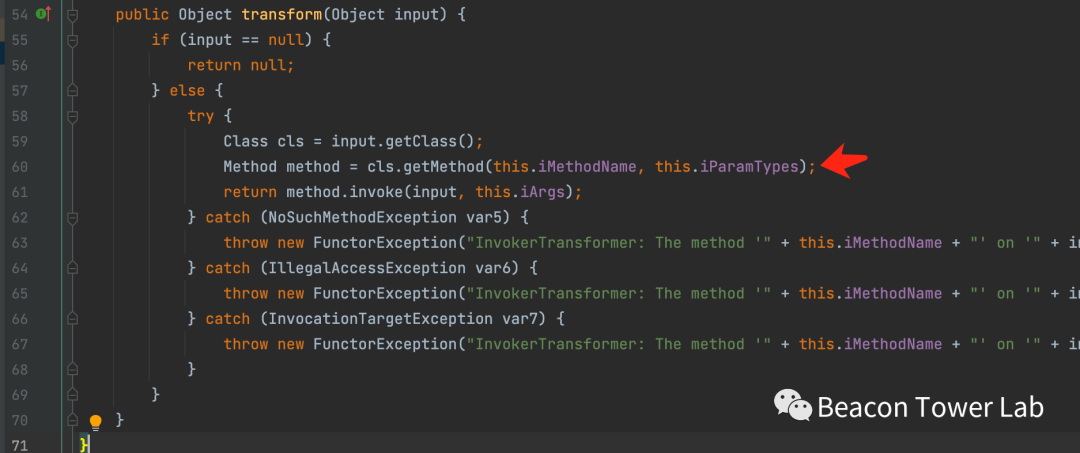 54 public Object transform(Object input) {
55 if (input == null) {
56 return null;
57 } else {
58 try {
59 Class cls = input.getClass();
60 Method method = cls.getMethod(this.iMethodName, this.iParamTypes);
61 return method.invoke(input, this.iArgs);
62 } catch (NoSuchMethodException var5) {
63 throw new FunctorException("InvokerTransformer: The method '" + this.iMethodName + "' on '" + in
64 } catch (IllegalAccessException var6) {
65 throw new FunctorException("InvokerTransformer: The method '" + this.iMethodName + "' on '" + in
66 } catch (InvocationTargetException var7) {
67 throw new FunctorException("InvokerTransformer: The method '" + this.iMethodName + "' on '" + in
68 }
69 }
70 }
71 }
Beacon Tower Lab